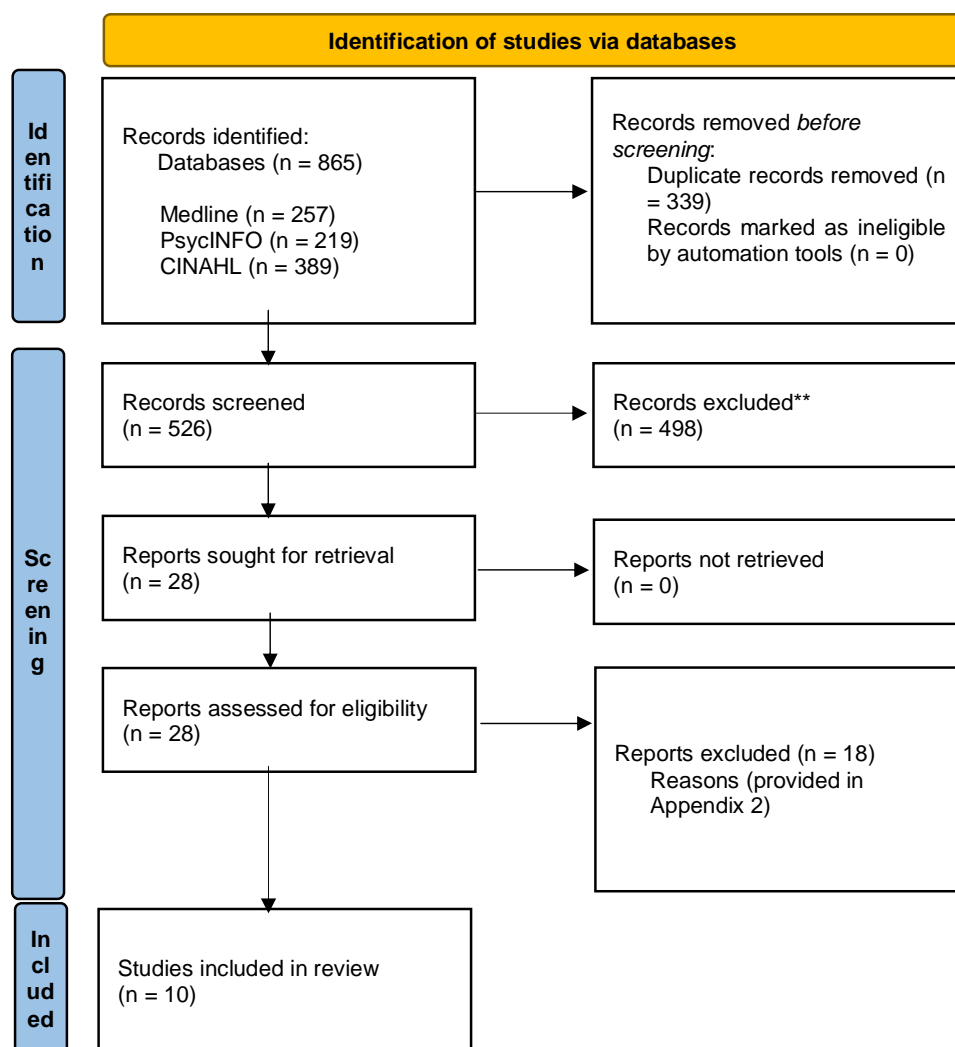 Identification of studies via databases
Id
en
tifi
ca
tio
n
Records identified:
Databases (n = 865)
Medline (n = 257)
PsycINFO (n = 219)
CINAHL (n = 389)
Records removed before
screening:
Duplicate records removed (n
= 339)
Records marked as ineligible
by automation tools (n = 0)
Sc
re
en
in
g
Records screened
(n = 526)
Records excluded**
(n = 498)
Reports sought for retrieval
(n = 28)
Reports not retrieved
(n = 0)
Reports assessed for eligibility
(n = 28)
Reports excluded (n = 18)
Reasons (provided in
Appendix 2)
In
cl
ud
ed
Studies included in review
(n = 10)